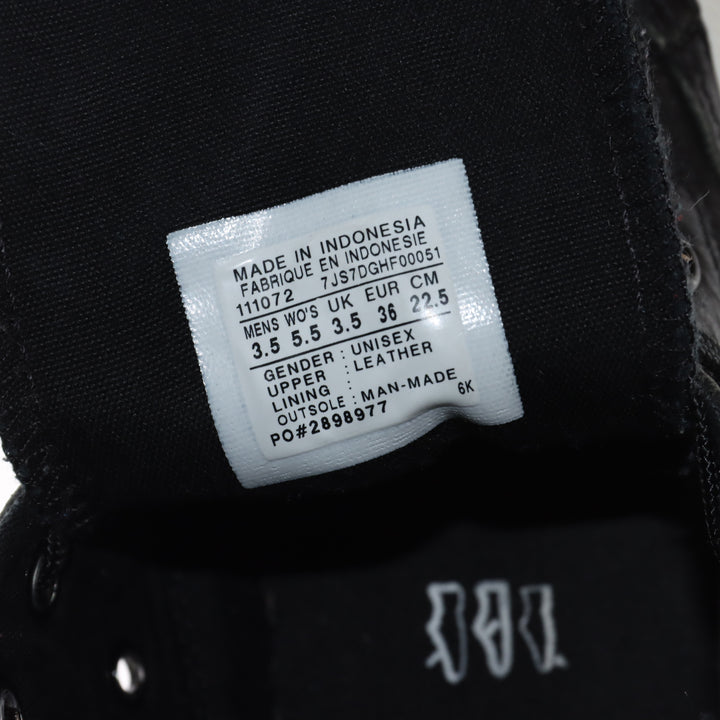 MADE IN INDONESIA
FABRIQUE EN INDONESIE
111072 7JS7DGHF00051
MENS WO'S UK EUR CM
3.5 5.5 3.5 36 22.5
GENDER : UNISEX
UPPER : LEATHER
LINING :
OUTSOLE : MAN-MADE
PO#2898977 6K